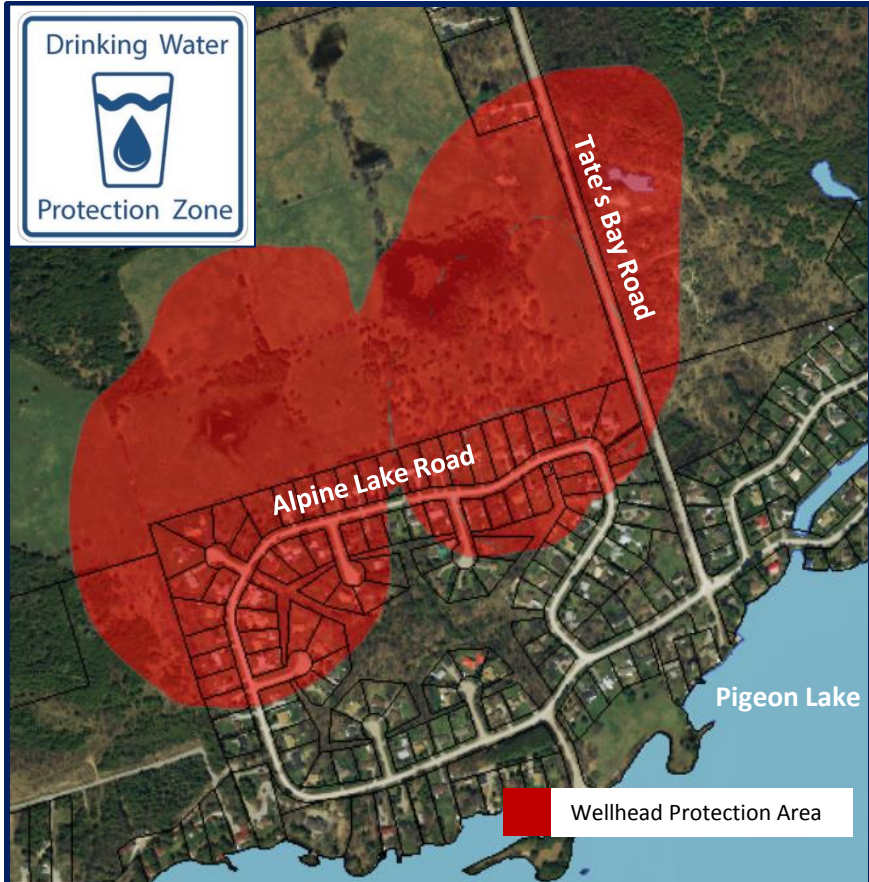 Drinking Water
Protection Zone
Tate's Bay Road
Alpine Lake Road
Pigeon Lake
Wellhead Protection Area